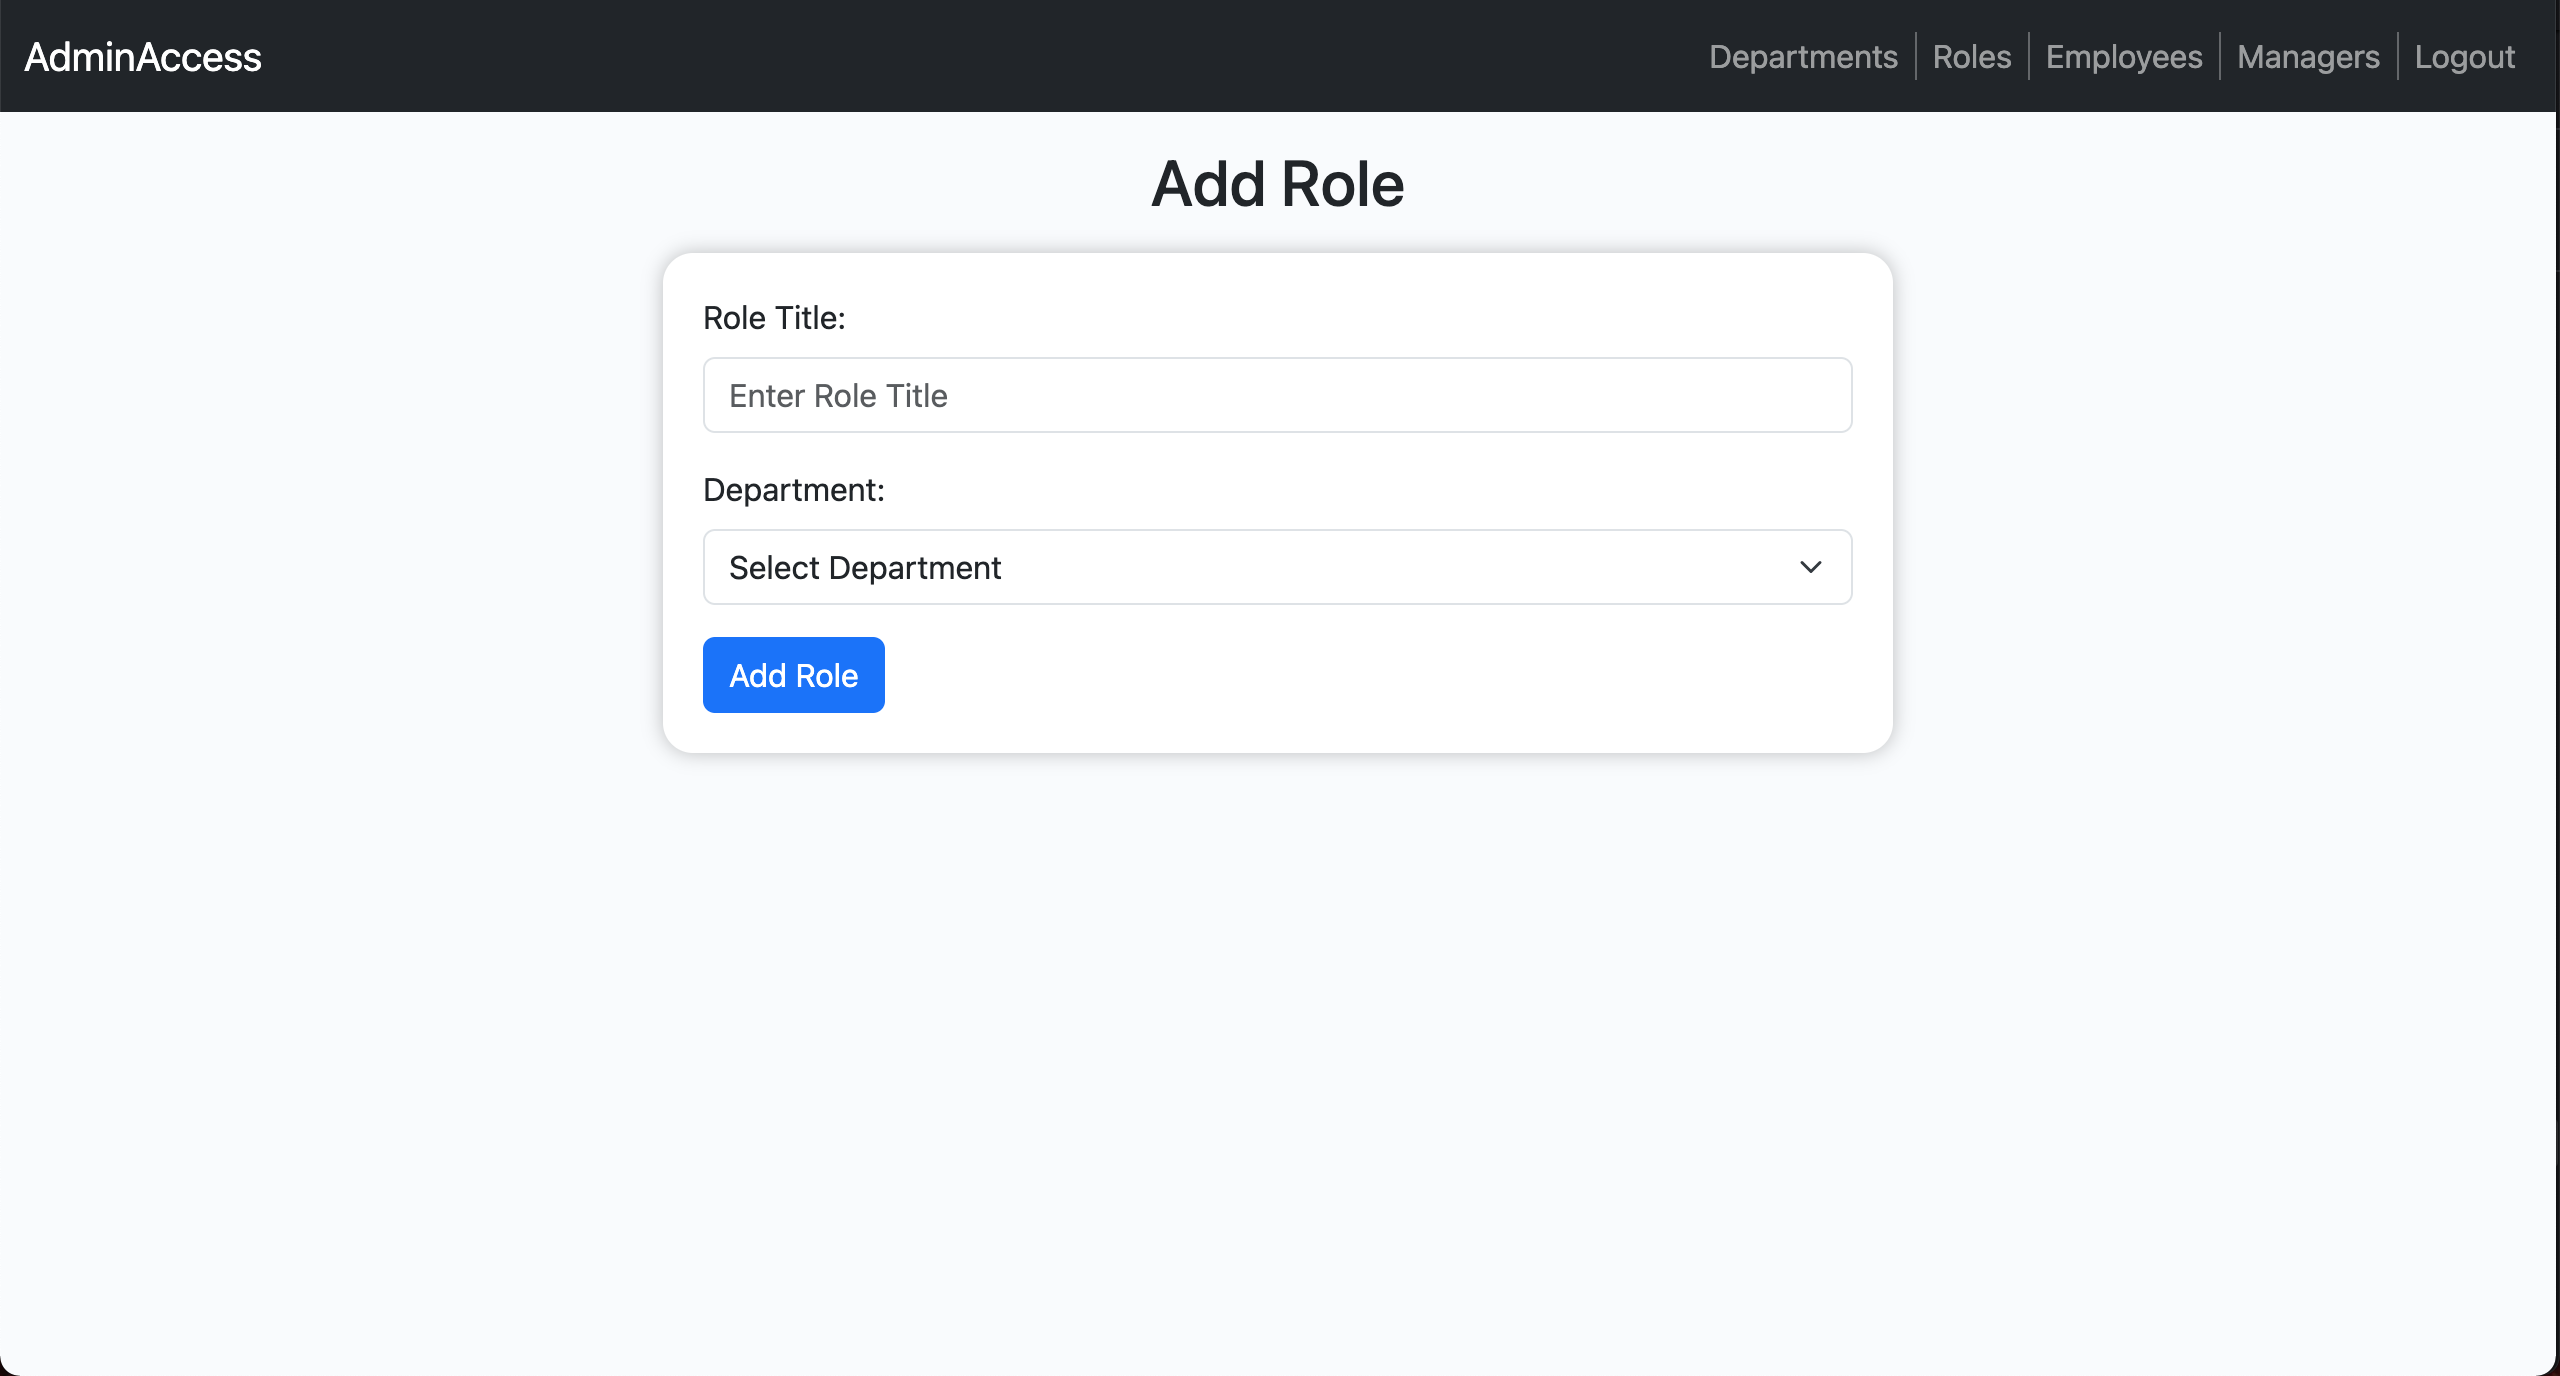 AdminAccess
Departments Roles Employees Managers Logout
Add Role
Role Title:
Enter Role Title
Department:
Select Department
Add Role